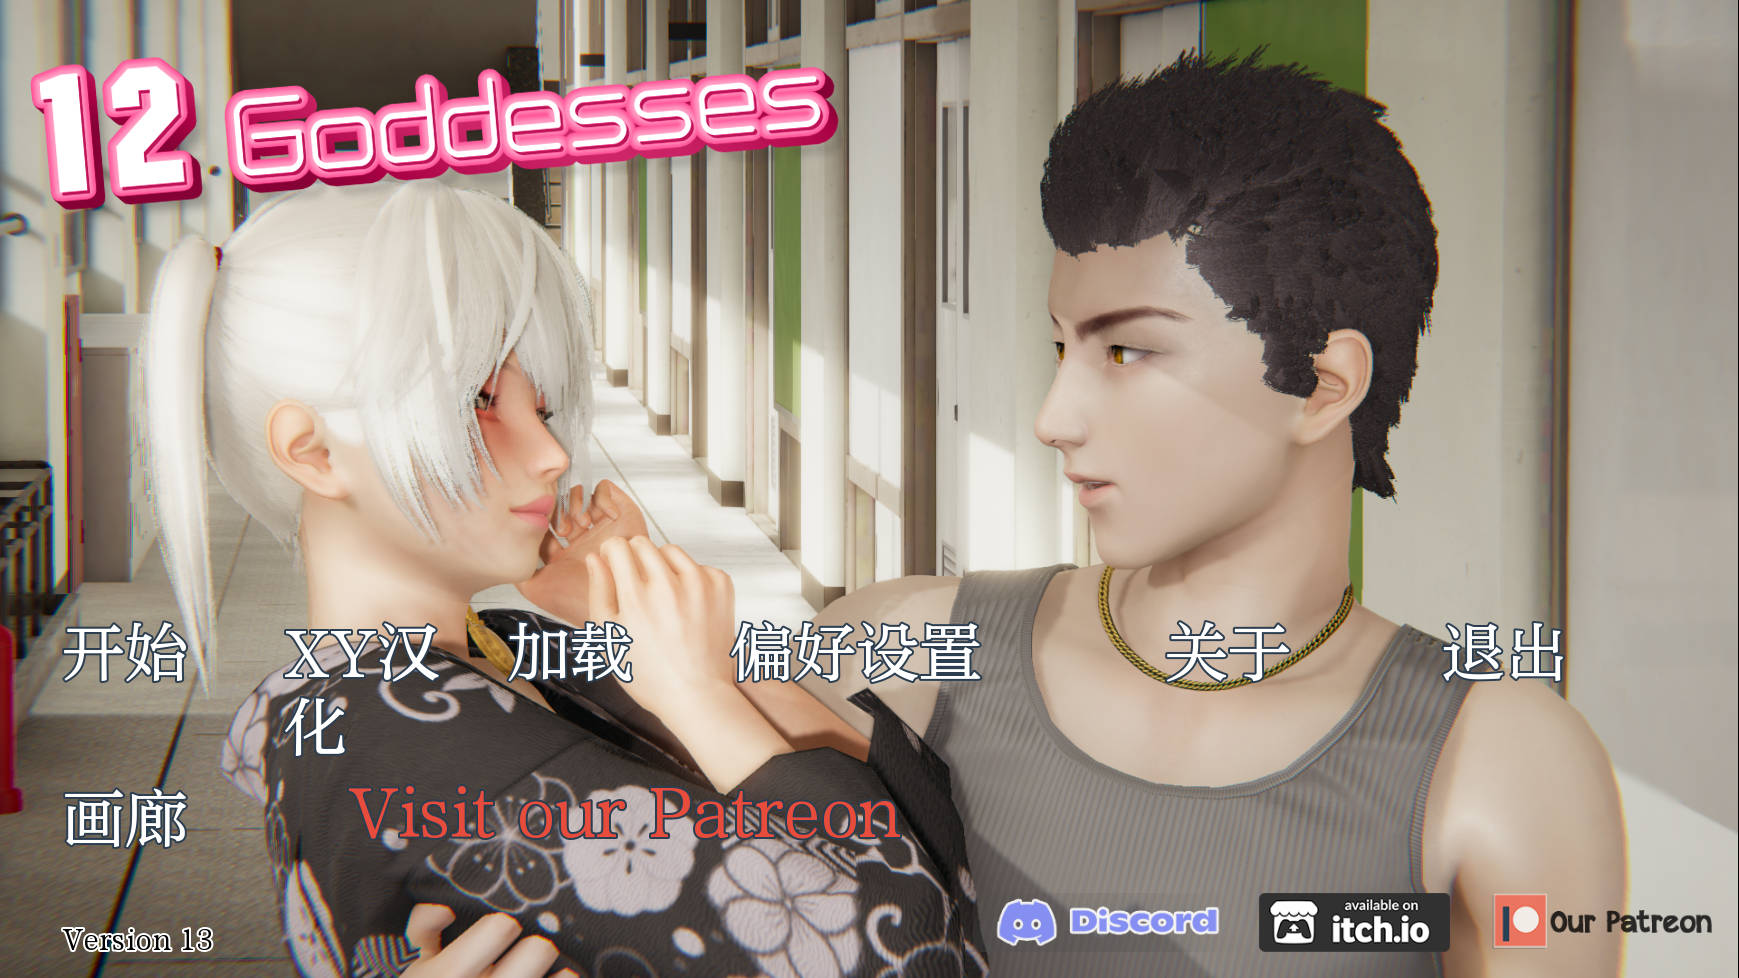 12 Goddesses
开始 XY汉化 加载 偏好设置 关于 退出
画廊 Visit our Patreon
Version 13
Discord
available on
itch.io
Our Patreon